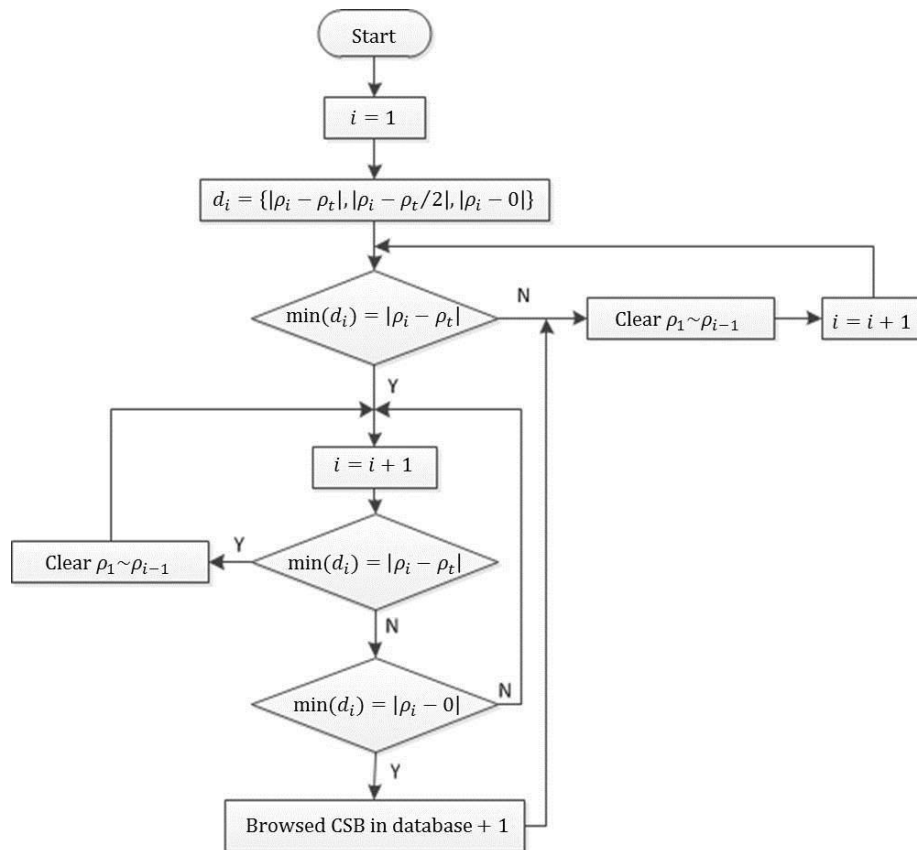 Start
i = 1
d_i = {|ρ_i − ρ_t|, |ρ_i − ρ_t/2|, |ρ_i − 0|}
min(d_i) = |ρ_i − ρ_t|
N
Clear ρ_1~ρ_{i−1}
i = i + 1
Y
i = i + 1
Clear ρ_1~ρ_{i−1}
Y
min(d_i) = |ρ_i − ρ_t|
N
min(d_i) = |ρ_i − 0|
N
Y
Browsed CSB in database + 1